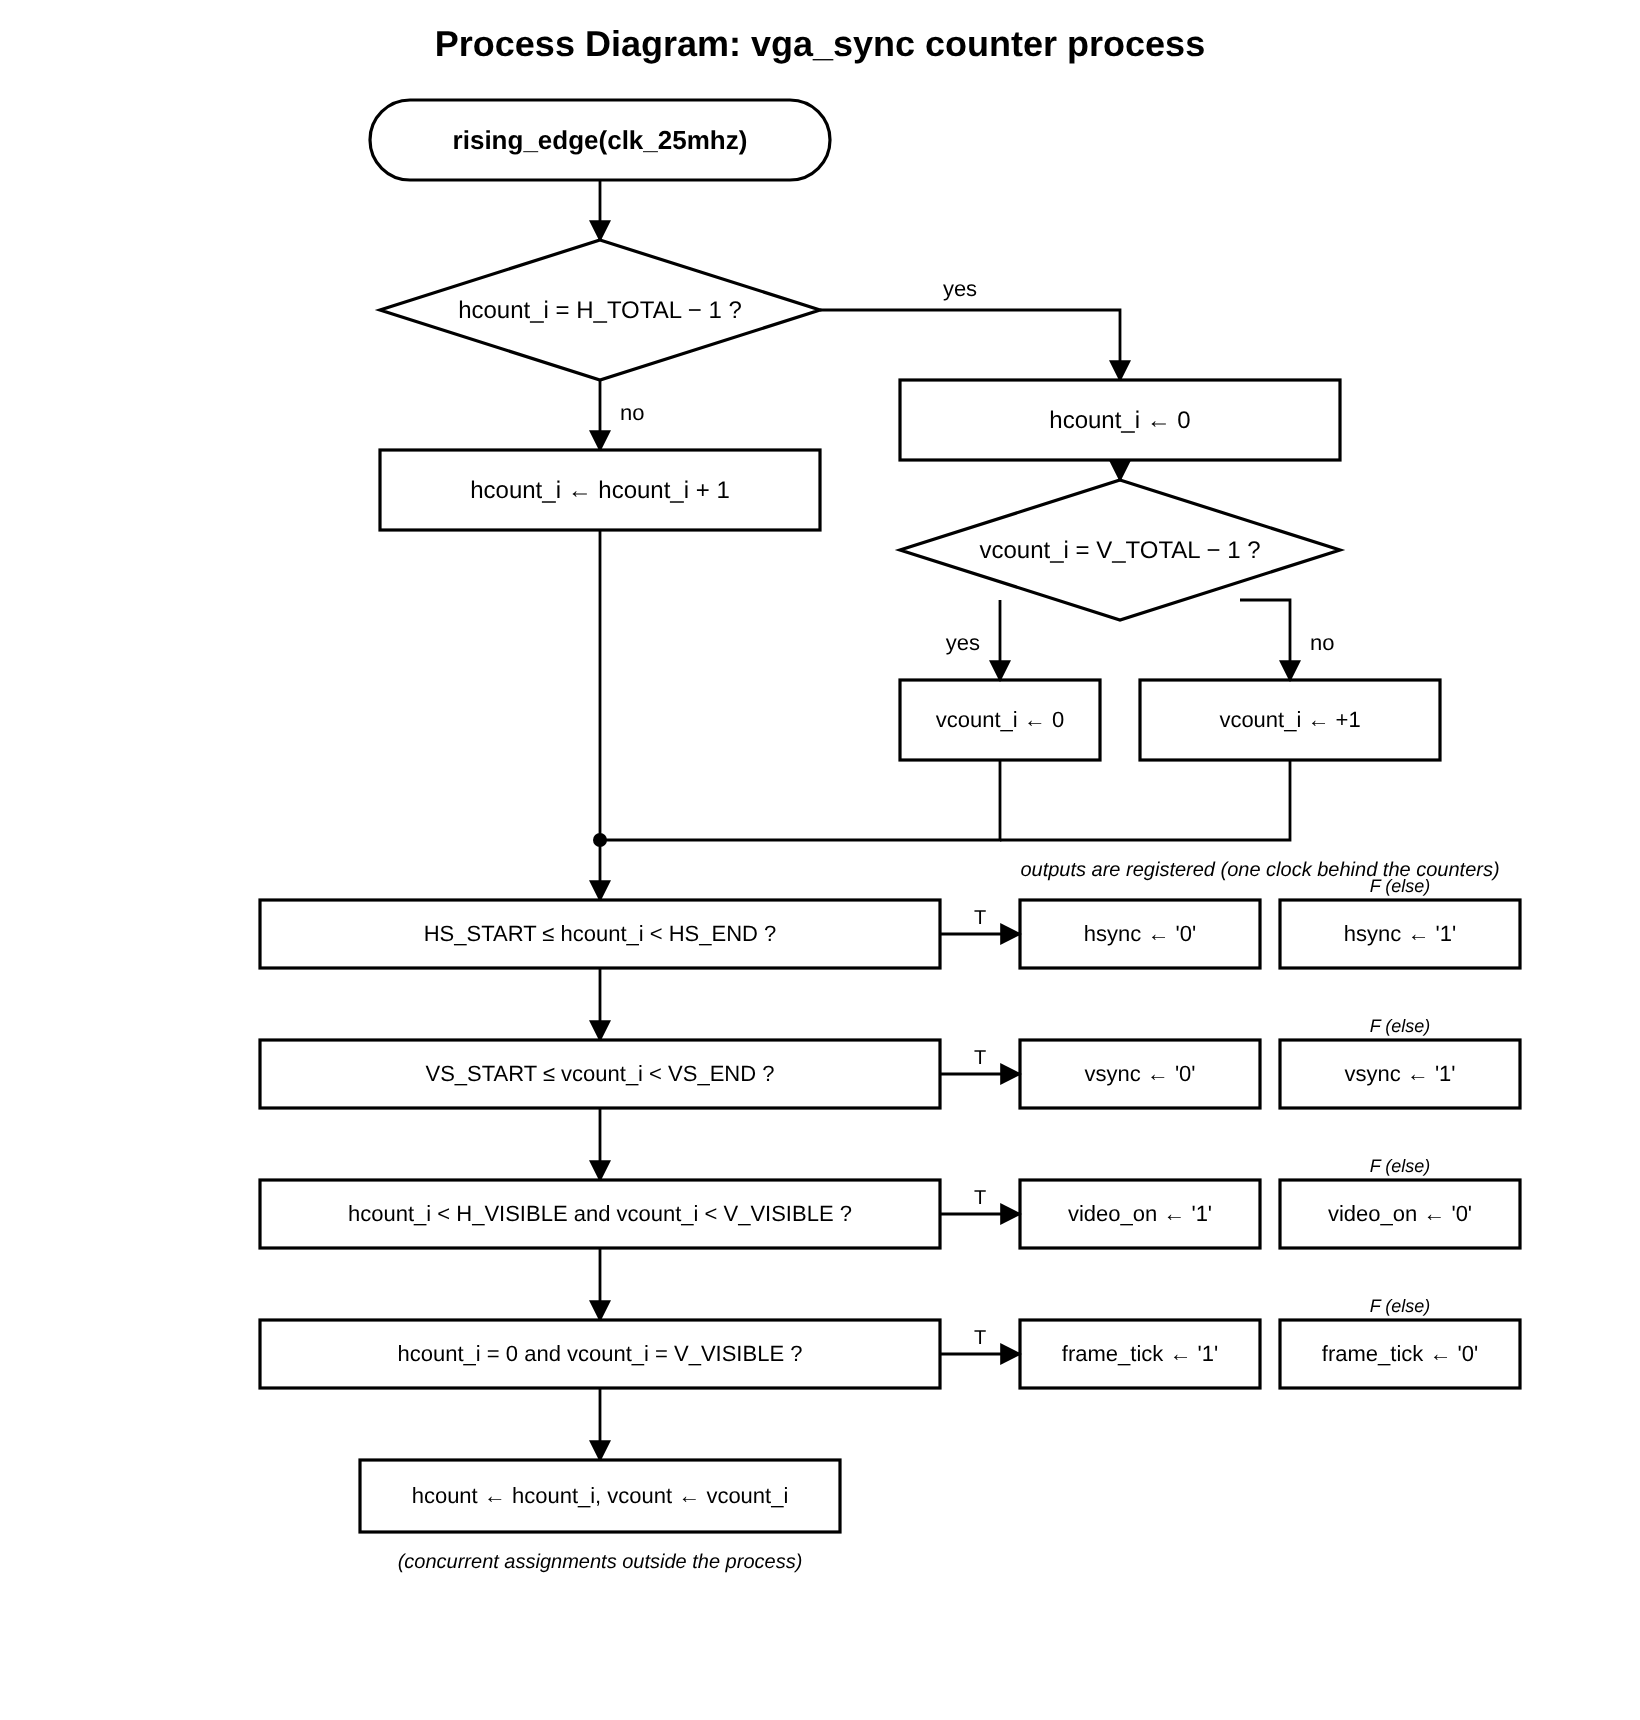 Process Diagram: vga_sync counter process
rising_edge(clk_25mhz)
hcount_i = H_TOTAL − 1 ?
yes
no
hcount_i ← 0
hcount_i ← hcount_i + 1
vcount_i = V_TOTAL − 1 ?
yes
no
vcount_i ← 0
vcount_i ← +1
outputs are registered (one clock behind the counters)
F (else)
HS_START ≤ hcount_i < HS_END ?
T
hsync ← '0'
hsync ← '1'
F (else)
VS_START ≤ vcount_i < VS_END ?
T
vsync ← '0'
vsync ← '1'
F (else)
hcount_i < H_VISIBLE and vcount_i < V_VISIBLE ?
T
video_on ← '1'
video_on ← '0'
F (else)
hcount_i = 0 and vcount_i = V_VISIBLE ?
T
frame_tick ← '1'
frame_tick ← '0'
hcount ← hcount_i, vcount ← vcount_i
(concurrent assignments outside the process)